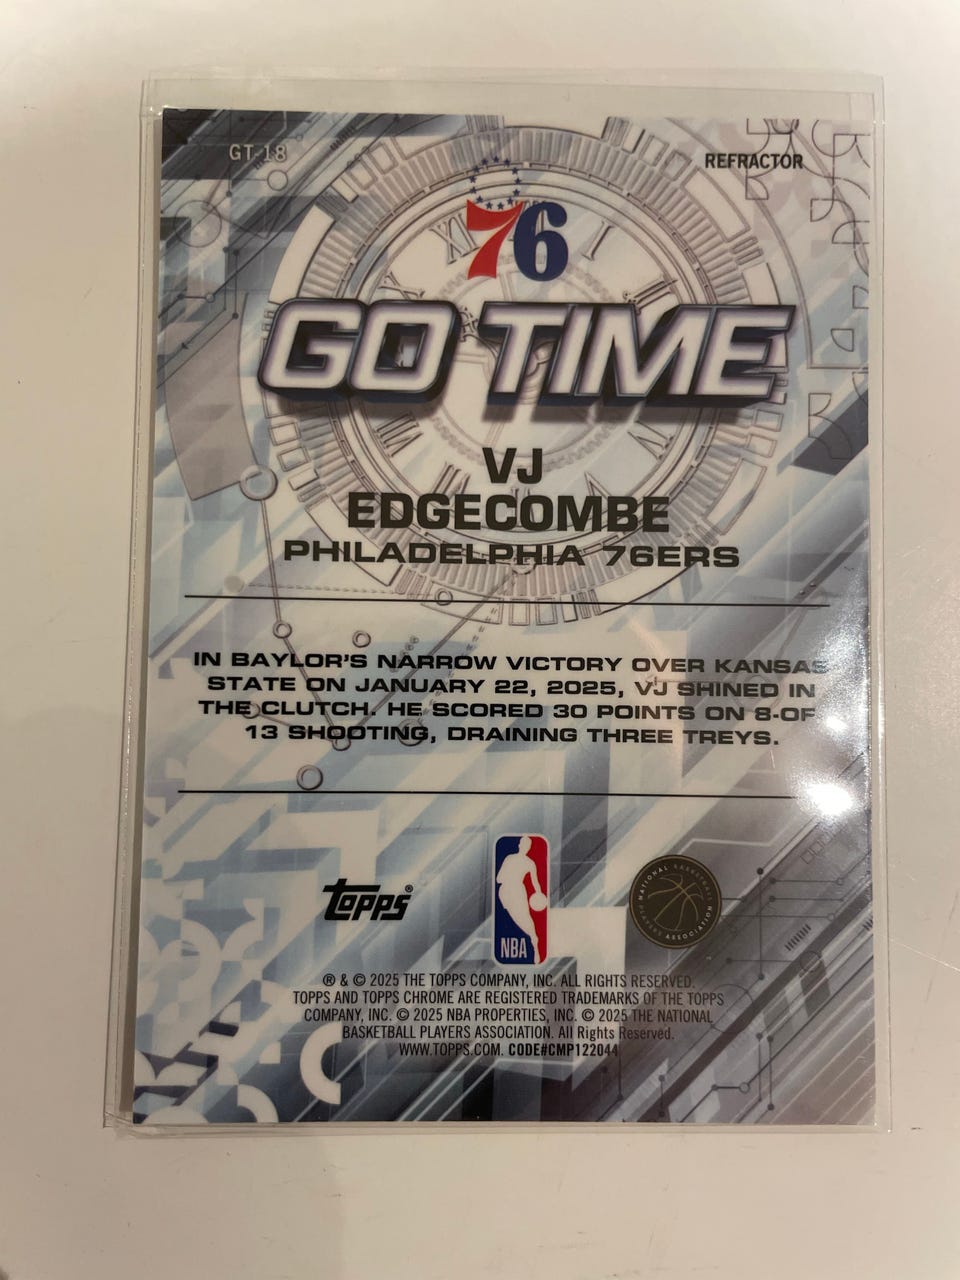 GT-18
REFRACTOR
76
GO TIME
VJ
EDGECOMBE
PHILADELPHIA 76ERS
IN BAYLOR'S NARROW VICTORY OVER KANSAS
STATE ON JANUARY 22, 2025, VJ SHINED IN
THE CLUTCH. HE SCORED 30 POINTS ON 8-OF-
13 SHOOTING, DRAINING THREE TREYS.
topps®
NBA
NATIONAL BASKETBALL
PLAYERS ASSOCIATION
® & © 2025 THE TOPPS COMPANY, INC. ALL RIGHTS RESERVED.
TOPPS AND TOPPS CHROME ARE REGISTERED TRADEMARKS OF THE TOPPS
COMPANY, INC. © 2025 NBA PROPERTIES, INC. © 2025 THE NATIONAL
BASKETBALL PLAYERS ASSOCIATION. All Rights Reserved.
WWW.TOPPS.COM. CODE#CMP122044